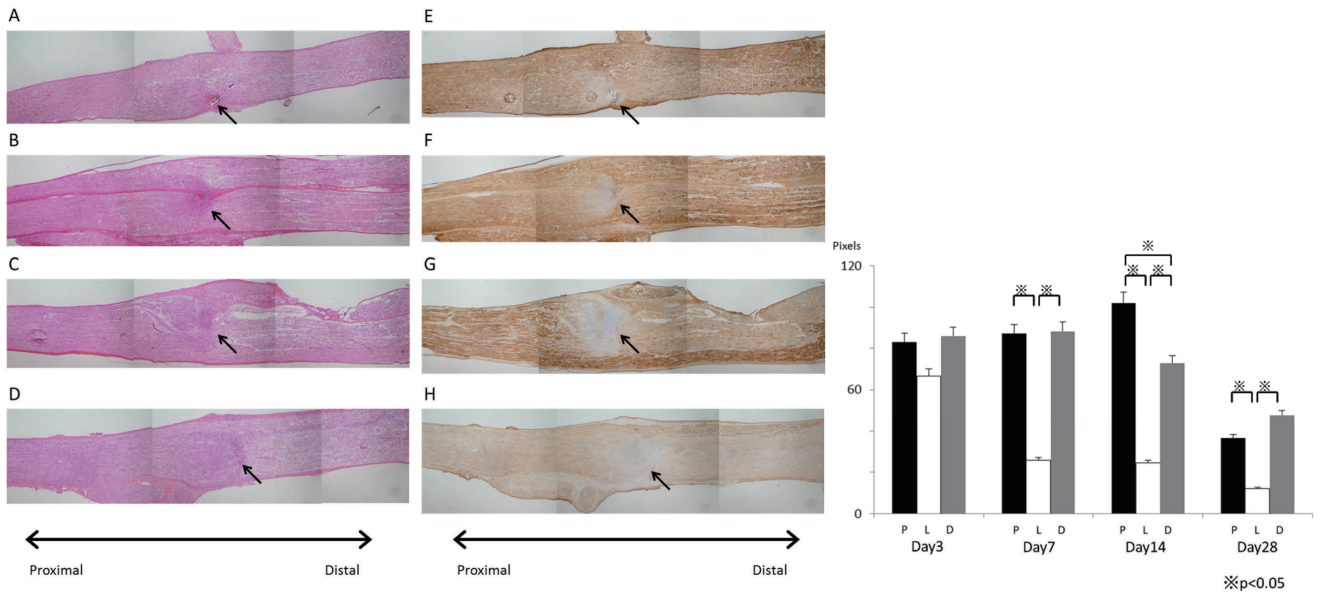 A
B
C
D
Proximal Distal
E
F
G
H
Proximal Distal
Pixels
120
60
0
※
※ ※
※ ※
※ ※
P L D P L D P L D P L D
Day3 Day7 Day14 Day28
※p<0.05